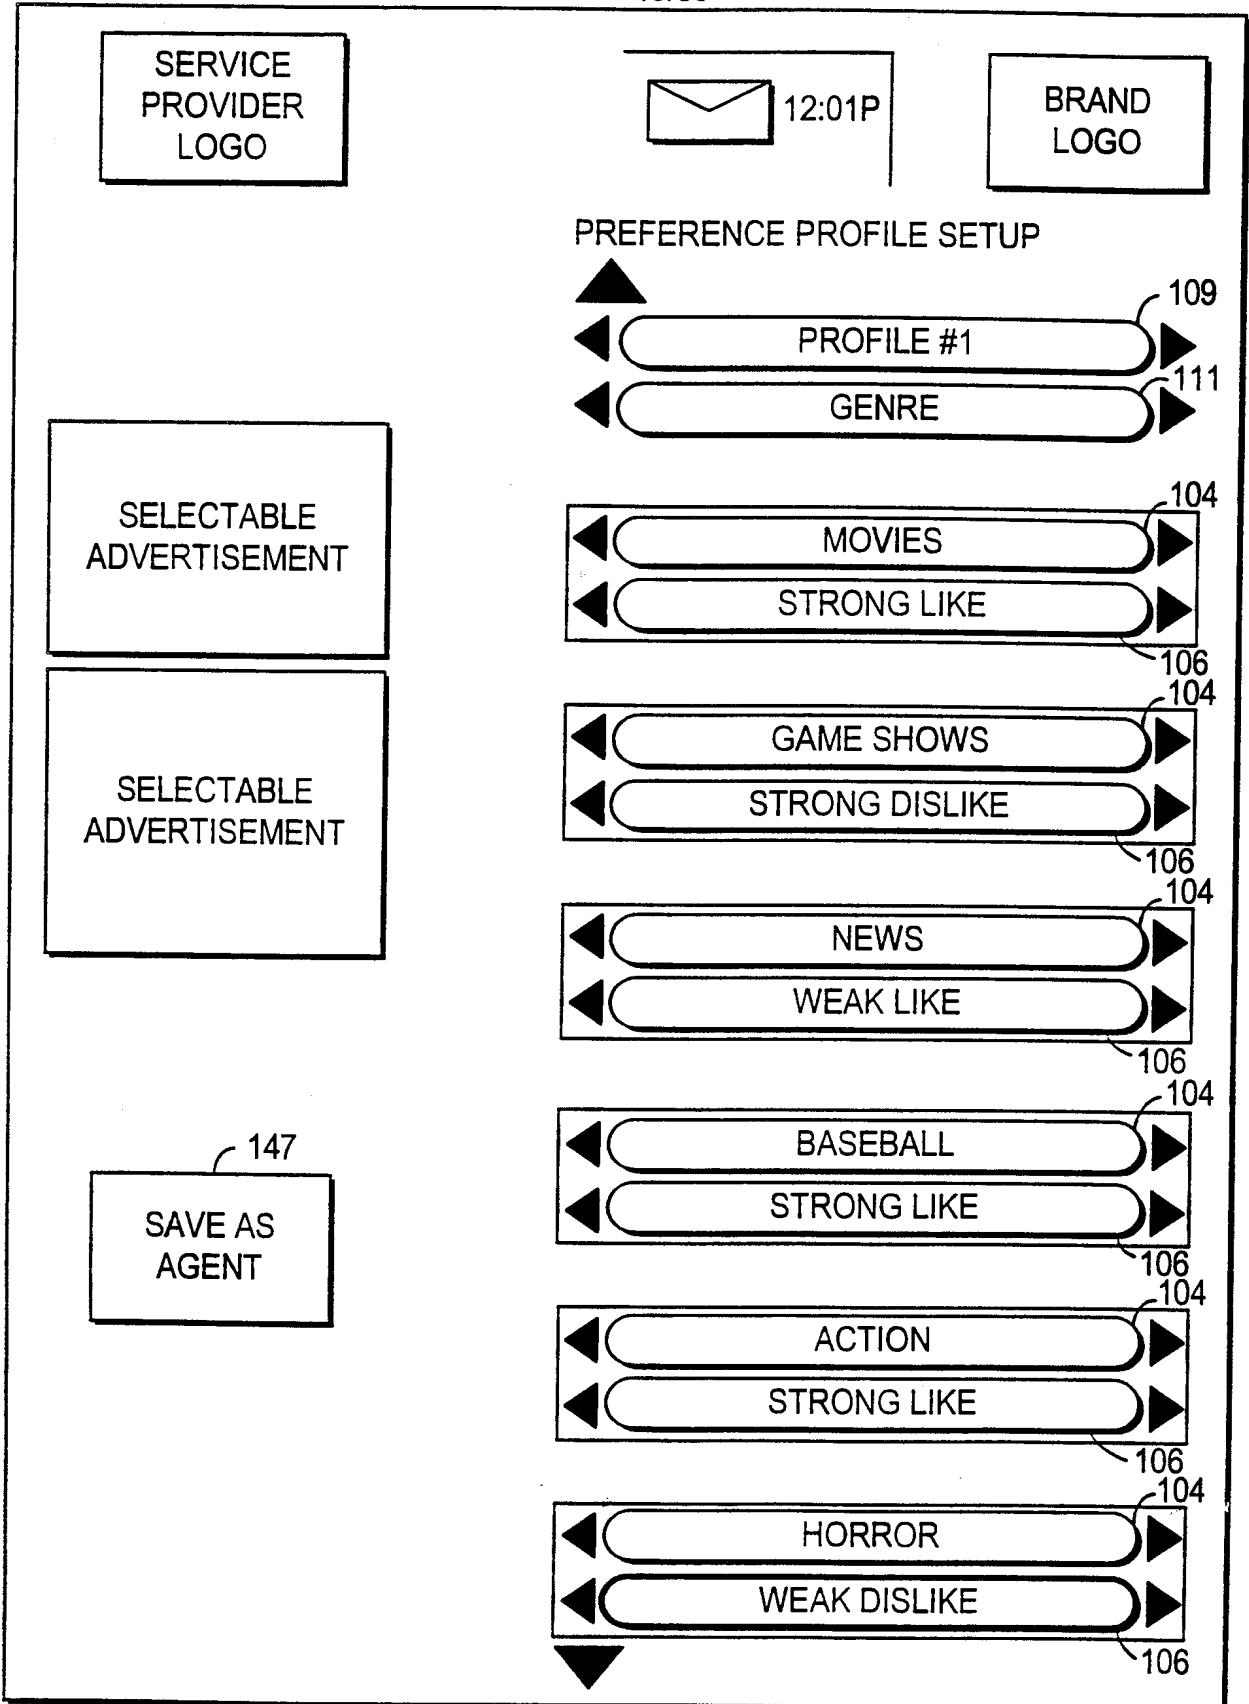 SERVICE
PROVIDER
LOGO
12:01P
BRAND
LOGO
PREFERENCE PROFILE SETUP
109
PROFILE #1
111
GENRE
SELECTABLE
ADVERTISEMENT
104
MOVIES
STRONG LIKE
106
SELECTABLE
ADVERTISEMENT
104
GAME SHOWS
STRONG DISLIKE
106
104
NEWS
WEAK LIKE
106
147
SAVE AS
AGENT
104
BASEBALL
STRONG LIKE
106
104
ACTION
STRONG LIKE
106
104
HORROR
WEAK DISLIKE
106